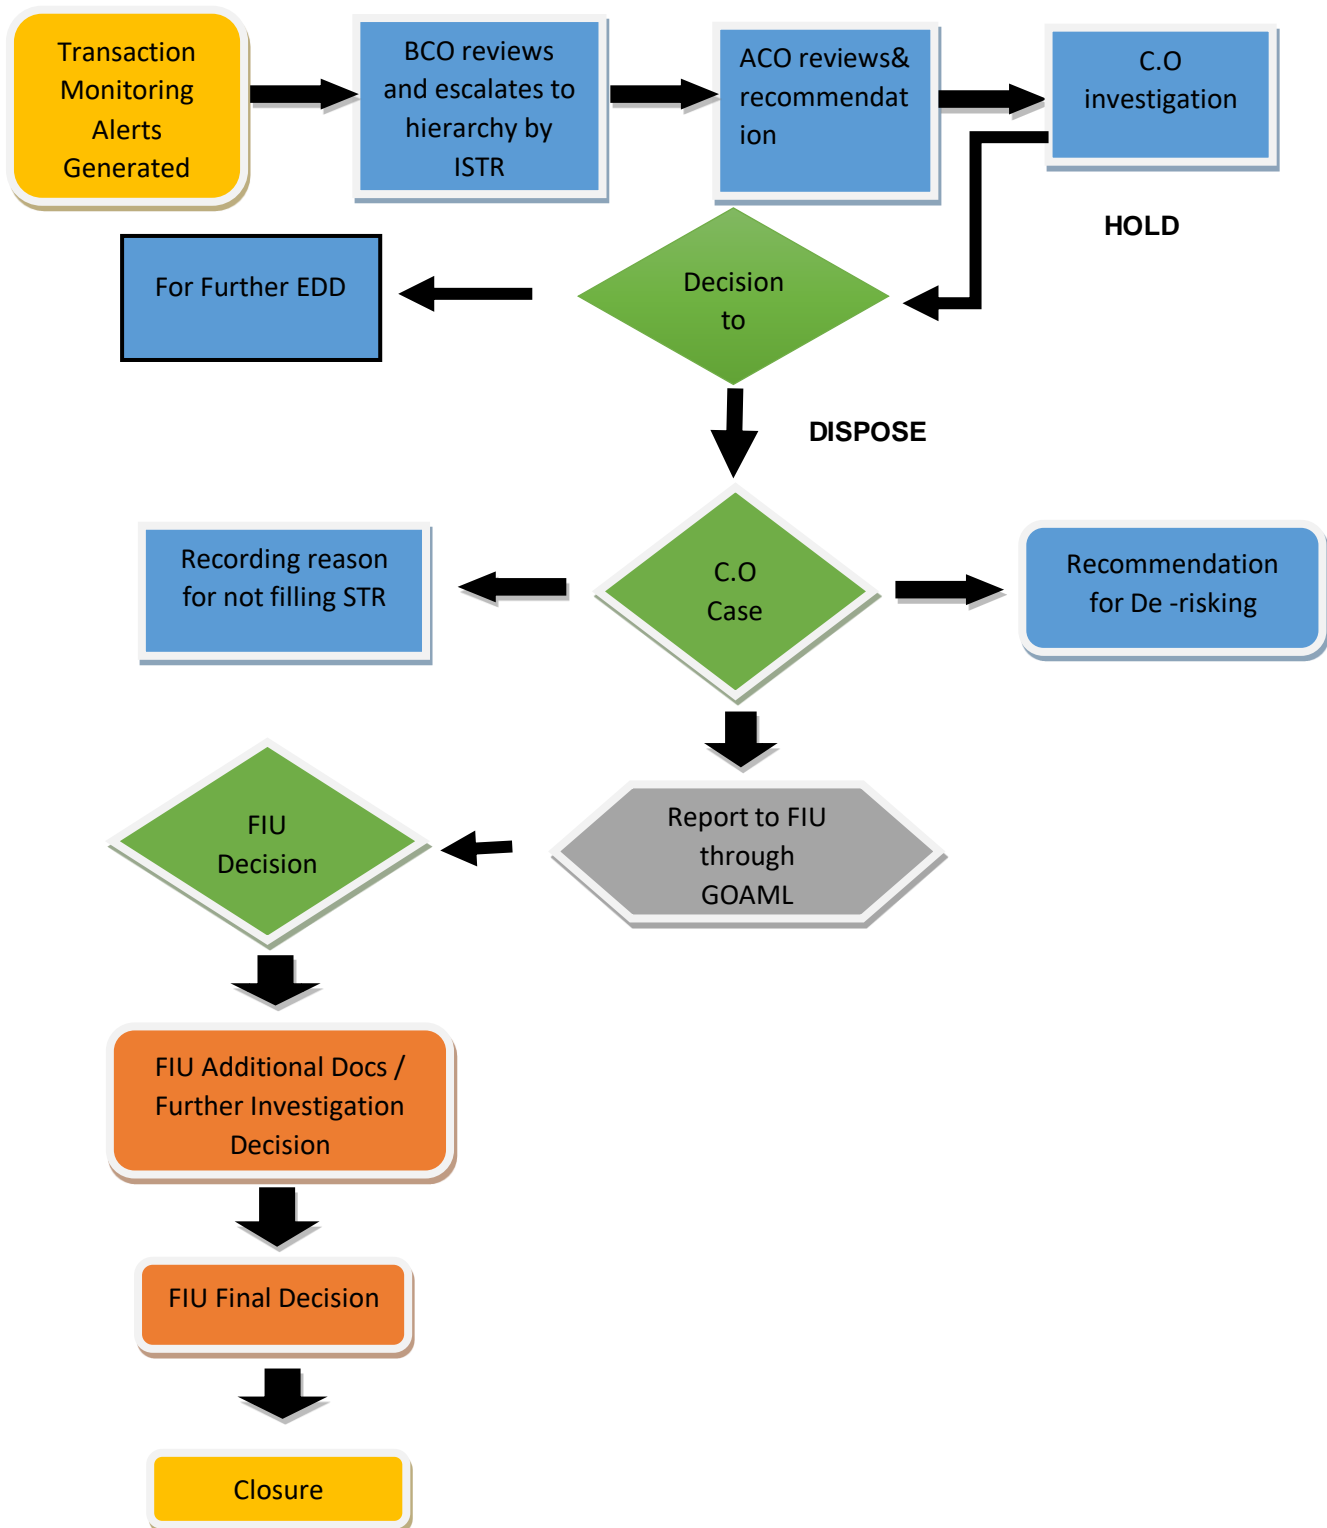 Transaction
Monitoring
Alerts
Generated
BCO reviews
and escalates to
hierarchy by
ISTR
ACO reviews&
recommendat
ion
C.O
investigation
HOLD
For Further EDD
Decision
to
DISPOSE
Recording reason
for not filling STR
C.O
Case
Recommendation
for De -risking
FIU
Decision
Report to FIU
through
GOAML
FIU Additional Docs /
Further Investigation
Decision
FIU Final Decision
Closure